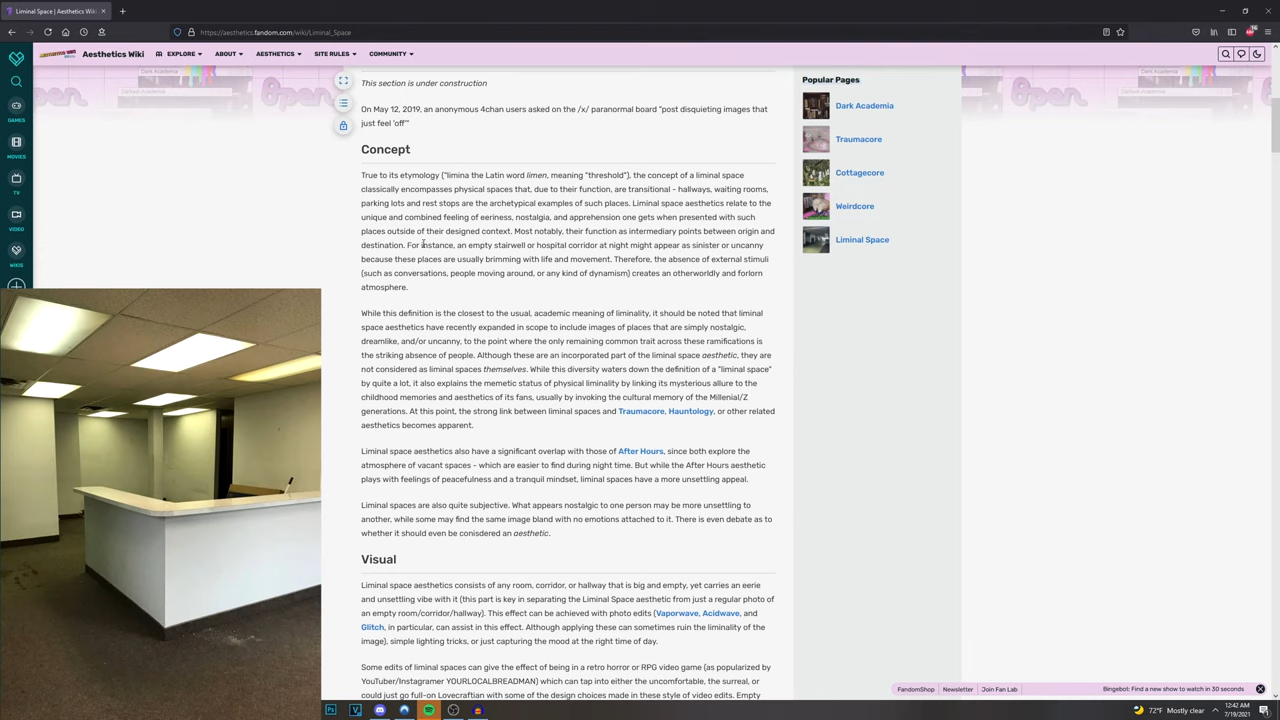 Liminal Space | Aesthetics Wiki
https://aesthetics.fandom.com/wiki/Liminal_Space
16
Aesthetics Wiki
EXPLORE
ABOUT
AESTHETICS
SITE RULES
COMMUNITY
GAMES
MOVIES
TV
VIDEO
WIKIS
Dark Academia
This section is under construction
On May 12, 2019, an anonymous 4chan users asked on the /x/ paranormal board "post disquieting images that
just feel 'off'"
Concept
True to its etymology ("limina the Latin word limen, meaning "threshold"), the concept of a liminal space
classically encompasses physical spaces that, due to their function, are transitional - hallways, waiting rooms,
parking lots and rest stops are the archetypical examples of such places. Liminal space aesthetics relate to the
unique and combined feeling of eeriness, nostalgia, and apprehension one gets when presented with such
places outside of their designed context. Most notably, their function as intermediary points between origin and
destination. For instance, an empty stairwell or hospital corridor at night might appear as sinister or uncanny
because these places are usually brimming with life and movement. Therefore, the absence of external stimuli
(such as conversations, people moving around, or any kind of dynamism) creates an otherworldly and forlorn
atmosphere.
While this definition is the closest to the usual, academic meaning of liminality, it should be noted that liminal
space aesthetics have recently expanded in scope to include images of places that are simply nostalgic,
dreamlike, and/or uncanny, to the point where the only remaining common trait across these ramifications is
the striking absence of people. Although these are an incorporated part of the liminal space aesthetic, they are
not considered as liminal spaces themselves. While this diversity waters down the definition of a "liminal space"
by quite a lot, it also explains the memetic status of physical liminality by linking its mysterious allure to the
childhood memories and aesthetics of its fans, usually by invoking the cultural memory of the Millenial/Z
generations. At this point, the strong link between liminal spaces and Traumacore, Hauntology, or other related
aesthetics becomes apparent.
Liminal space aesthetics also have a significant overlap with those of After Hours, since both explore the
atmosphere of vacant spaces - which are easier to find during night time. But while the After Hours aesthetic
plays with feelings of peacefulness and a tranquil mindset, liminal spaces have a more unsettling appeal.
Liminal spaces are also quite subjective. What appears nostalgic to one person may be more unsettling to
another, while some may find the same image bland with no emotions attached to it. There is even debate as to
whether it should even be conisdered an aesthetic.
Visual
Liminal space aesthetics consists of any room, corridor, or hallway that is big and empty, yet carries an eerie
and unsettling vibe with it (this part is key in separating the Liminal Space aesthetic from just a regular photo of
an empty room/corridor/hallway). This effect can be achieved with photo edits (Vaporwave, Acidwave, and
Glitch, in particular, can assist in this effect. Although applying these can sometimes ruin the liminality of the
image), simple lighting tricks, or just capturing the mood at the right time of day.
Some edits of liminal spaces can give the effect of being in a retro horror or RPG video game (as popularized by
YouTuber/Instagramer YOURLOCALBREADMAN) which can tap into either the uncomfortable, the surreal, or
could just go full-on Lovecraftian with some of the design choices made in these style of video edits. Empty
Popular Pages
Dark Academia
Traumacore
Cottagecore
Weirdcore
Liminal Space
FandomShop
Newsletter
Join Fan Lab
Bingebot: Find a new show to watch in 30 seconds
Ps
V
72°F Mostly clear
12:42 AM
7/19/2021